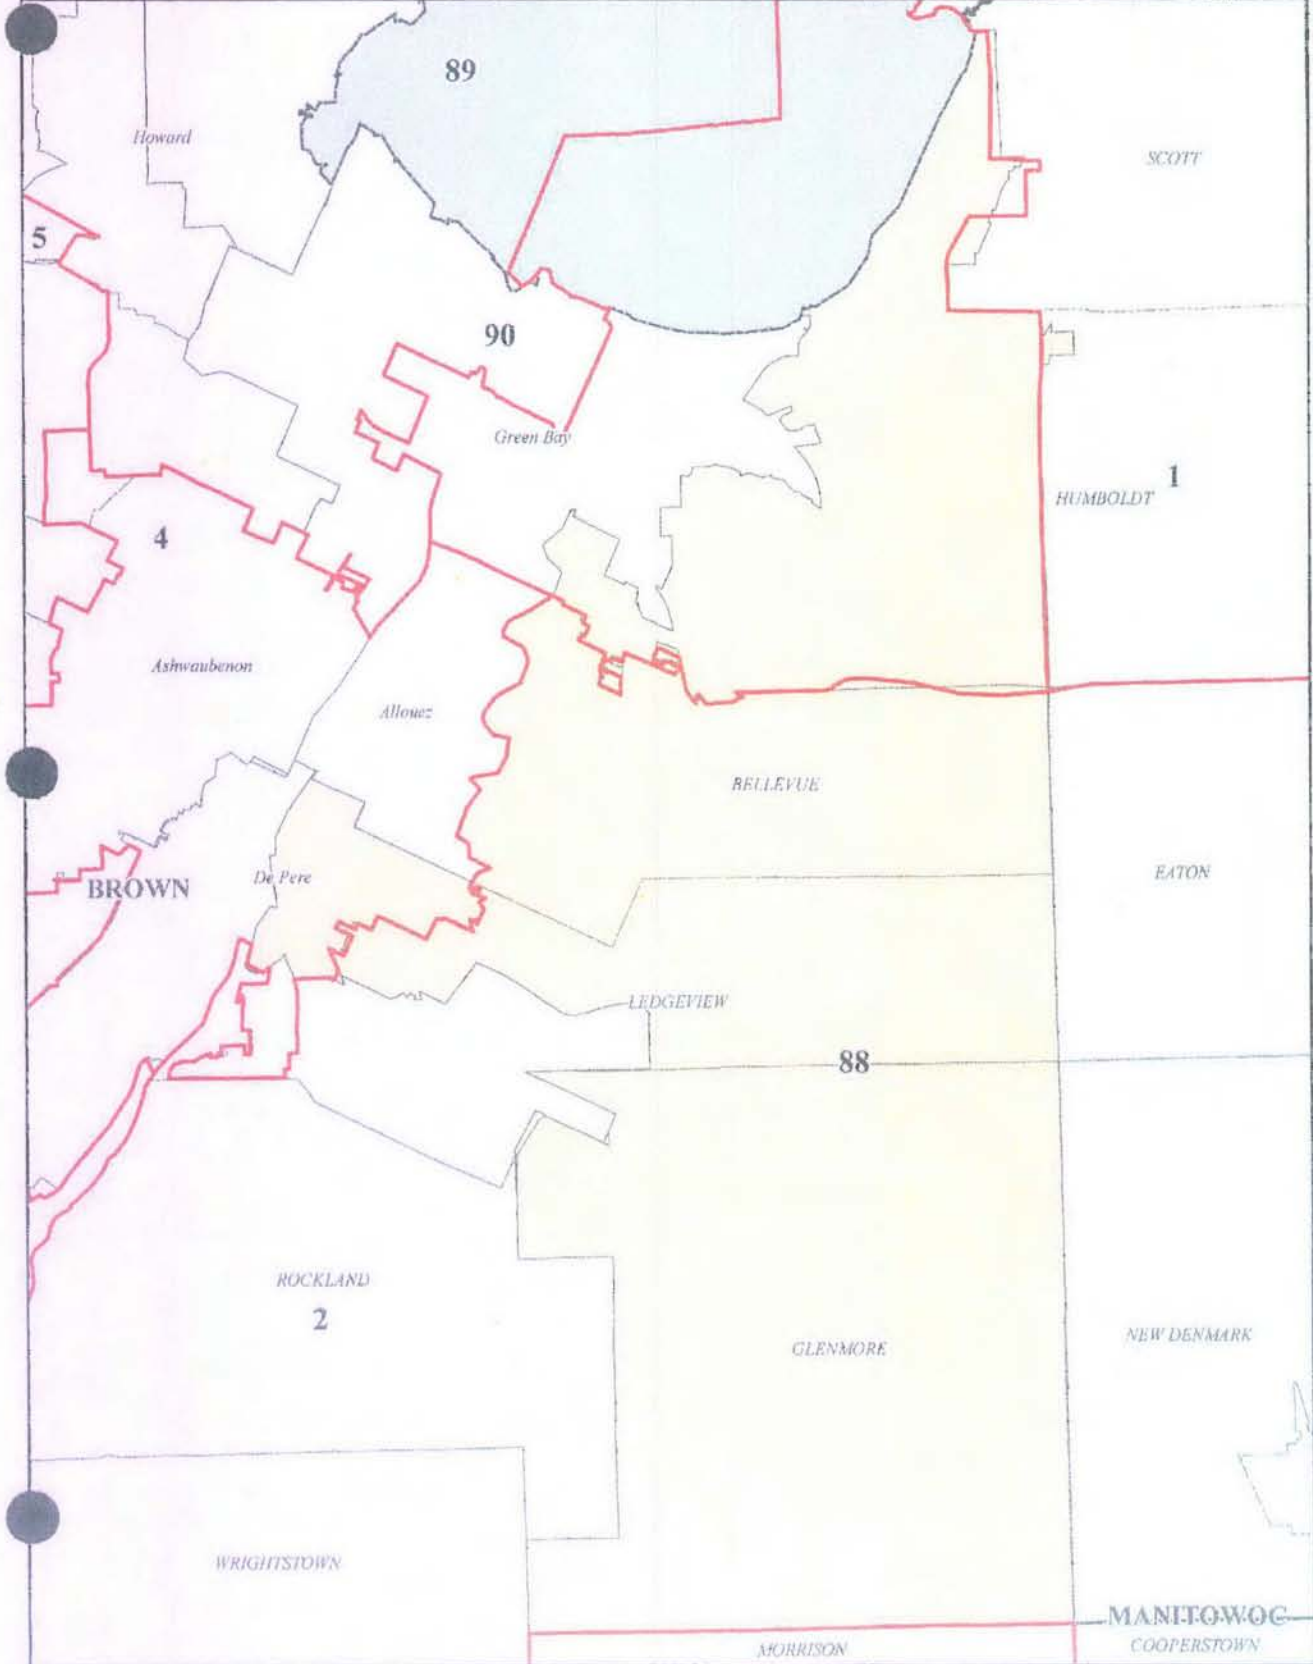 89
Howard
SCOTT
5
90
Green Bay
1
HUMBOLDT
4
Ashwaubenon
Allouez
BELLEVUE
EATON
De Pere
BROWN
LEDGEVIEW
88
ROCKLAND
2
NEW DENMARK
GLENMORE
WRIGHTSTOWN
MANITOWOC
MORRISON
COOPERSTOWN